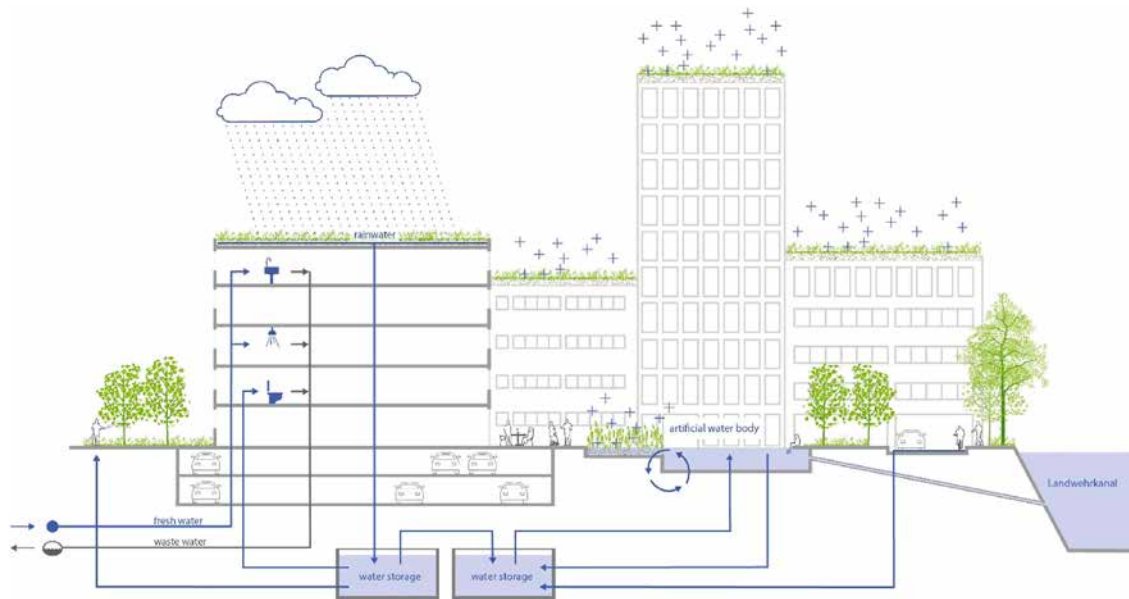 rainwater
artificial water body
Landwehrkanal
fresh water
waste water
water storage
water storage